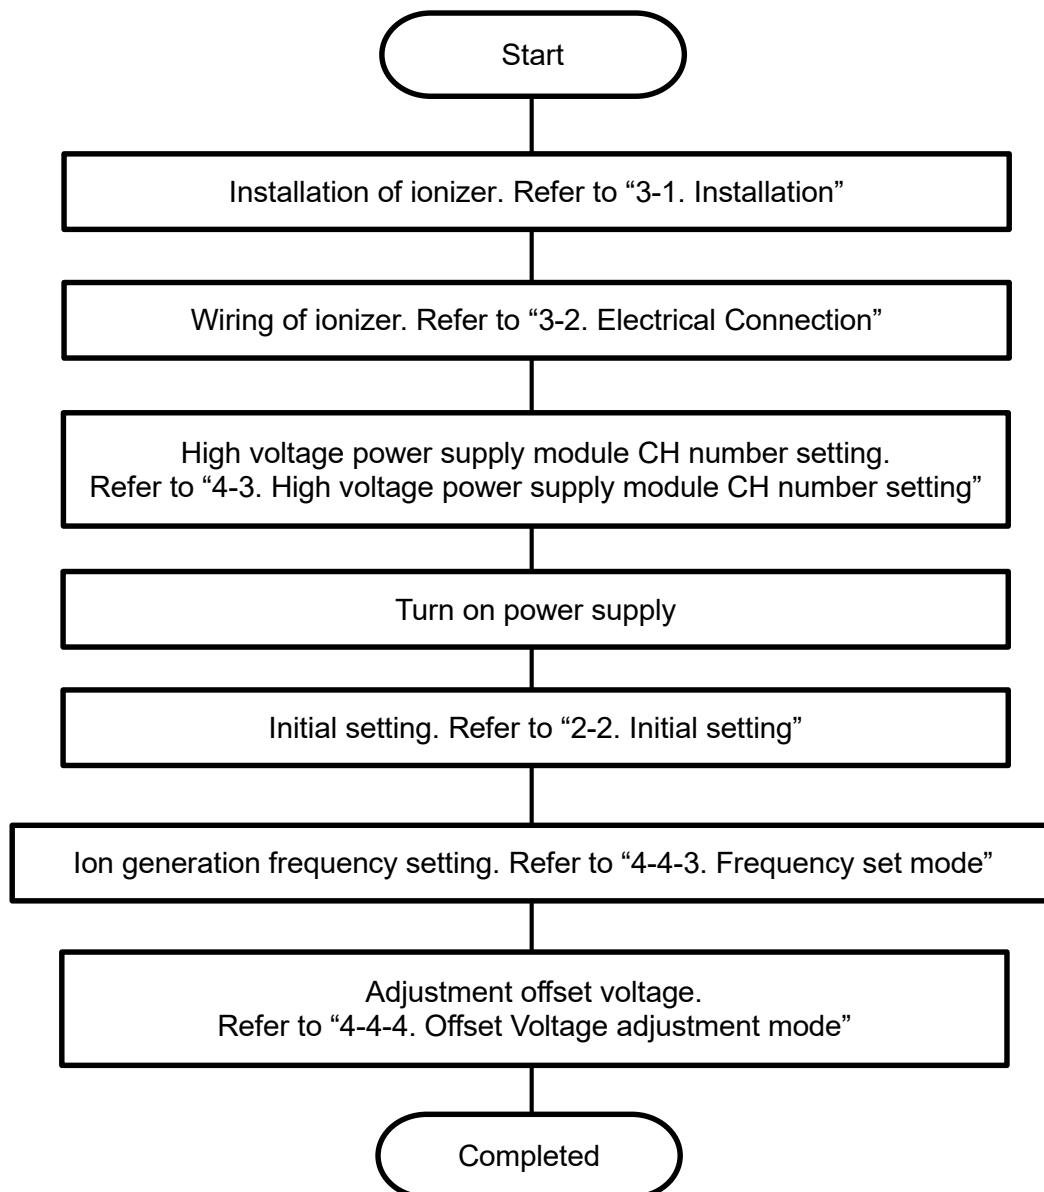 Start
Installation of ionizer. Refer to “3-1. Installation”
Wiring of ionizer. Refer to “3-2. Electrical Connection”
High voltage power supply module CH number setting.
Refer to “4-3. High voltage power supply module CH number setting”
Turn on power supply
Initial setting. Refer to “2-2. Initial setting”
Ion generation frequency setting. Refer to “4-4-3. Frequency set mode”
Adjustment offset voltage.
Refer to “4-4-4. Offset Voltage adjustment mode”
Completed